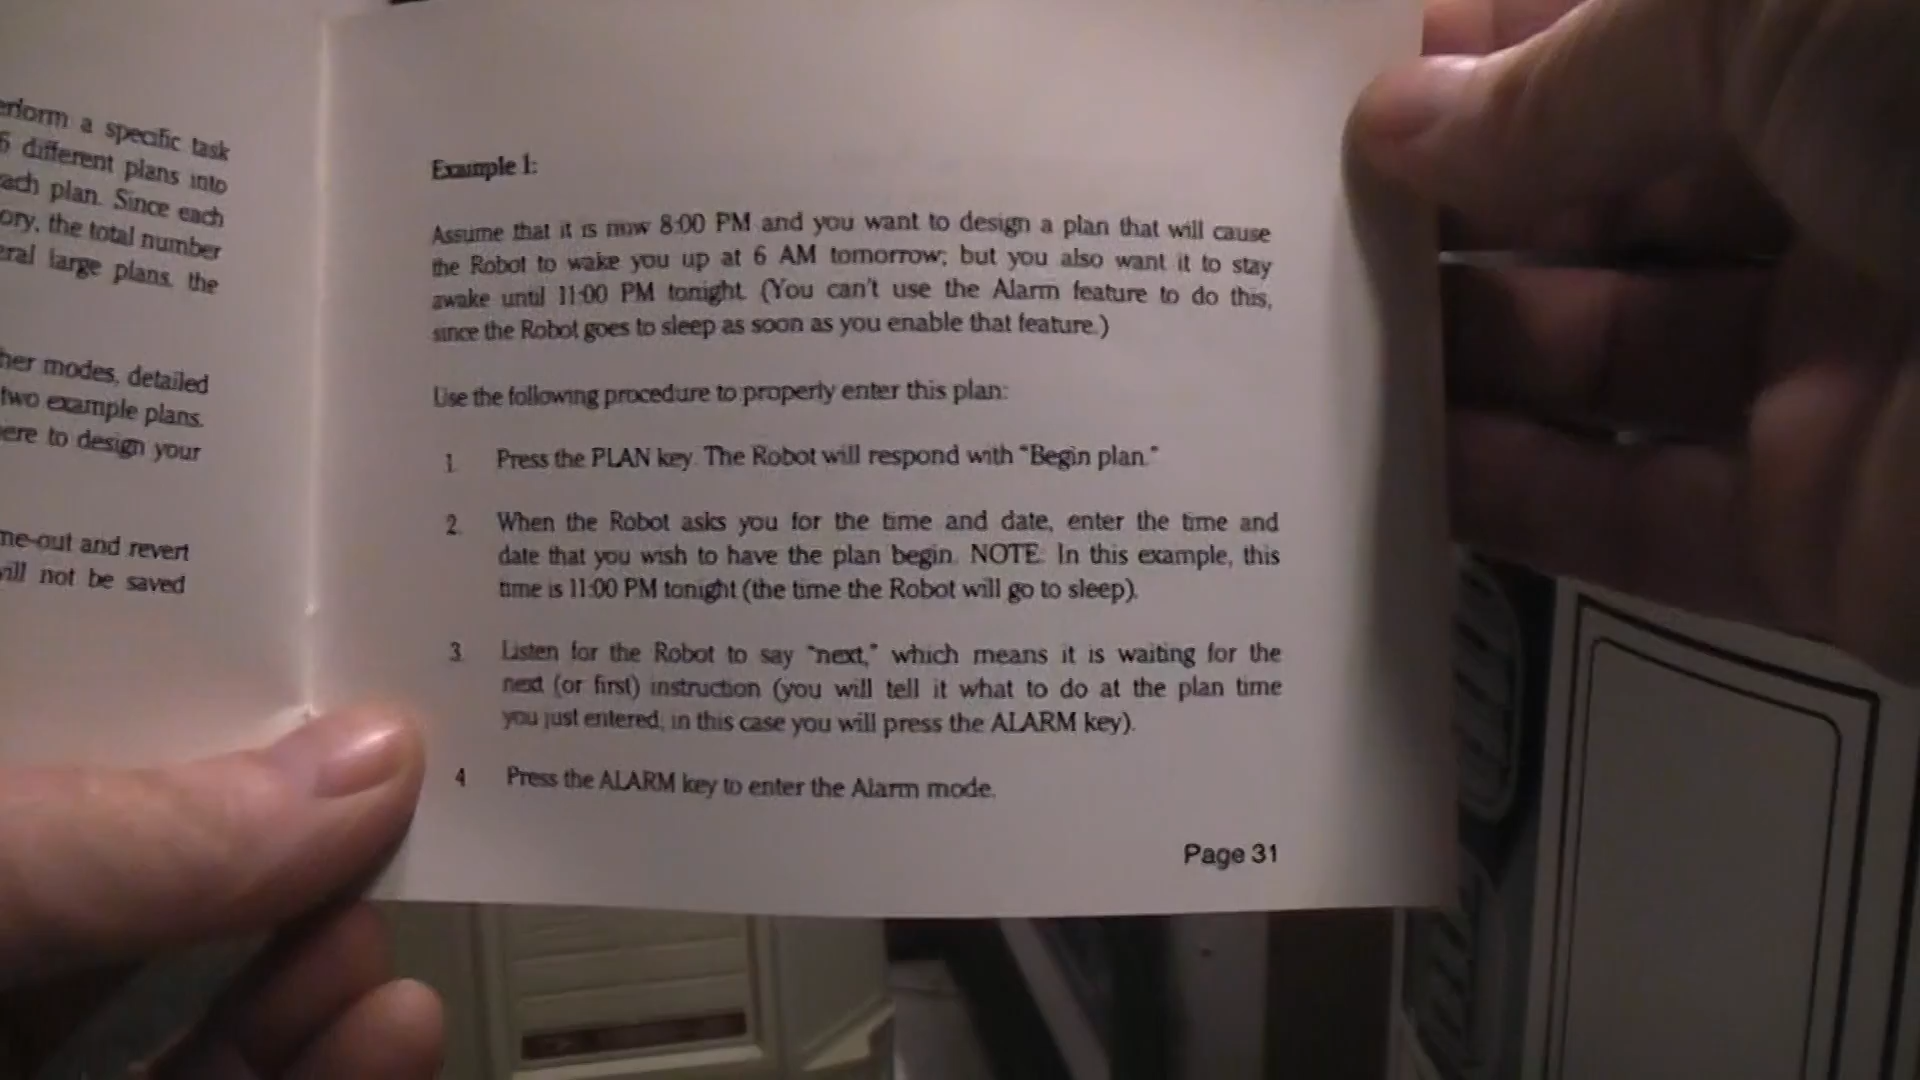 erform a specific task
6 different plans into
ach plan. Since each
ory, the total number
eral large plans, the
her modes, detailed
two example plans.
ere to design your
me-out and revert
will not be saved
Example 1:
Assume that it is now 8:00 PM and you want to design a plan that will cause
the Robot to wake you up at 6 AM tomorrow; but you also want it to stay
awake until 11:00 PM tonight. (You can't use the Alarm feature to do this,
since the Robot goes to sleep as soon as you enable that feature.)
Use the following procedure to properly enter this plan:
1. Press the PLAN key. The Robot will respond with "Begin plan."
2. When the Robot asks you for the time and date, enter the time and
date that you wish to have the plan begin. NOTE: In this example, this
time is 11:00 PM tonight (the time the Robot will go to sleep).
3. Listen for the Robot to say "next," which means it is waiting for the
next (or first) instruction (you will tell it what to do at the plan time
you just entered, in this case you will press the ALARM key).
4 Press the ALARM key to enter the Alarm mode.
Page 31